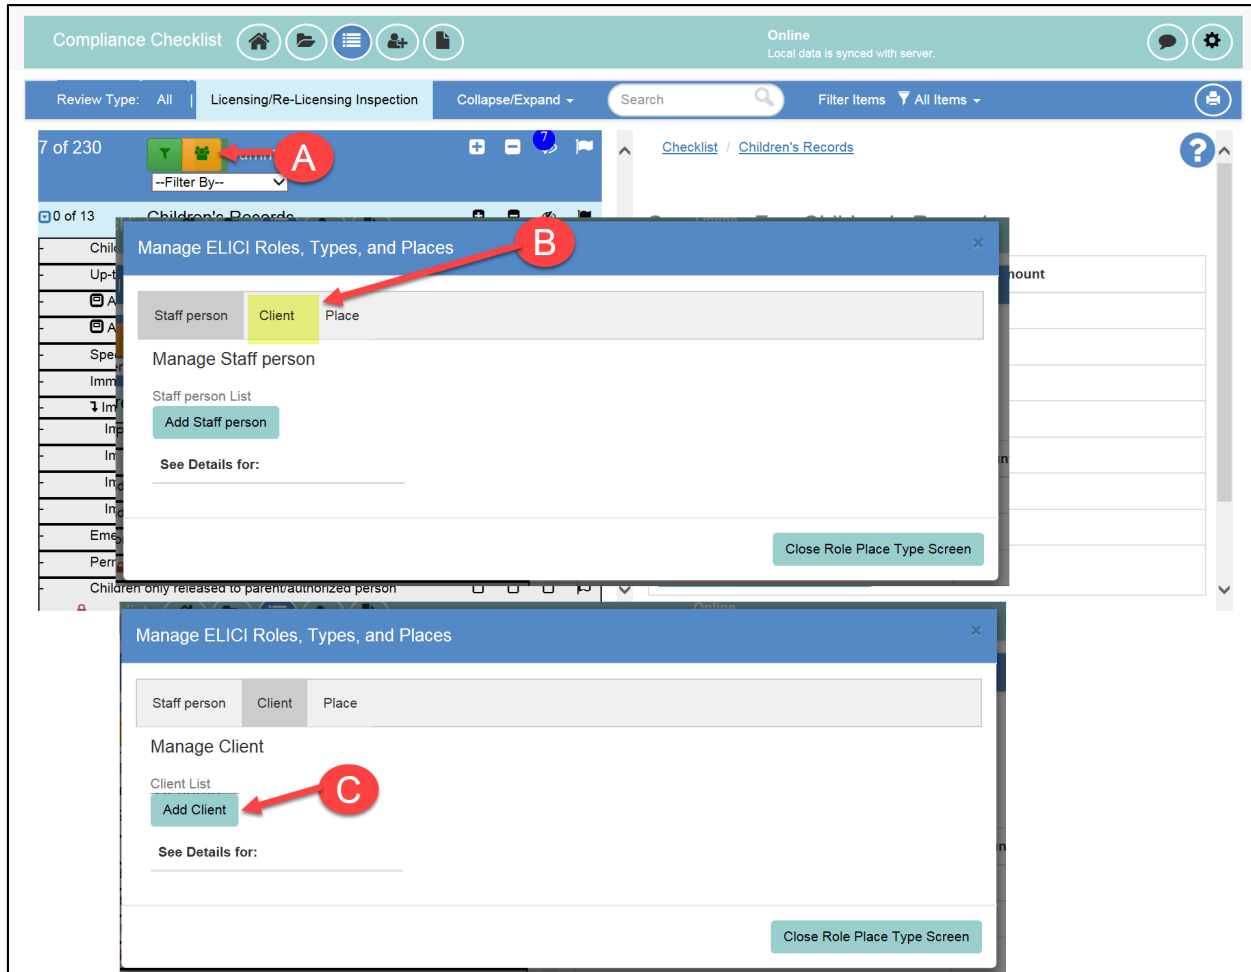 Compliance Checklist
Online
Local data is synced with server.
Review Type: All | Licensing/Re-Licensing Inspection Collapse/Expand Search Filter Items All Items
7 of 230
A
7
--Filter By--
Checklist / Children's Records
?
0 of 13 Children's Records
Manage ELICI Roles, Types, and Places
B
×
Staff person Client Place
Manage Staff person
Staff person List
Add Staff person
See Details for:
Close Role Place Type Screen
Children only released to parent/authorized person
Online
Manage ELICI Roles, Types, and Places
×
Staff person Client Place
Manage Client
Client List
C
Add Client
See Details for:
Close Role Place Type Screen